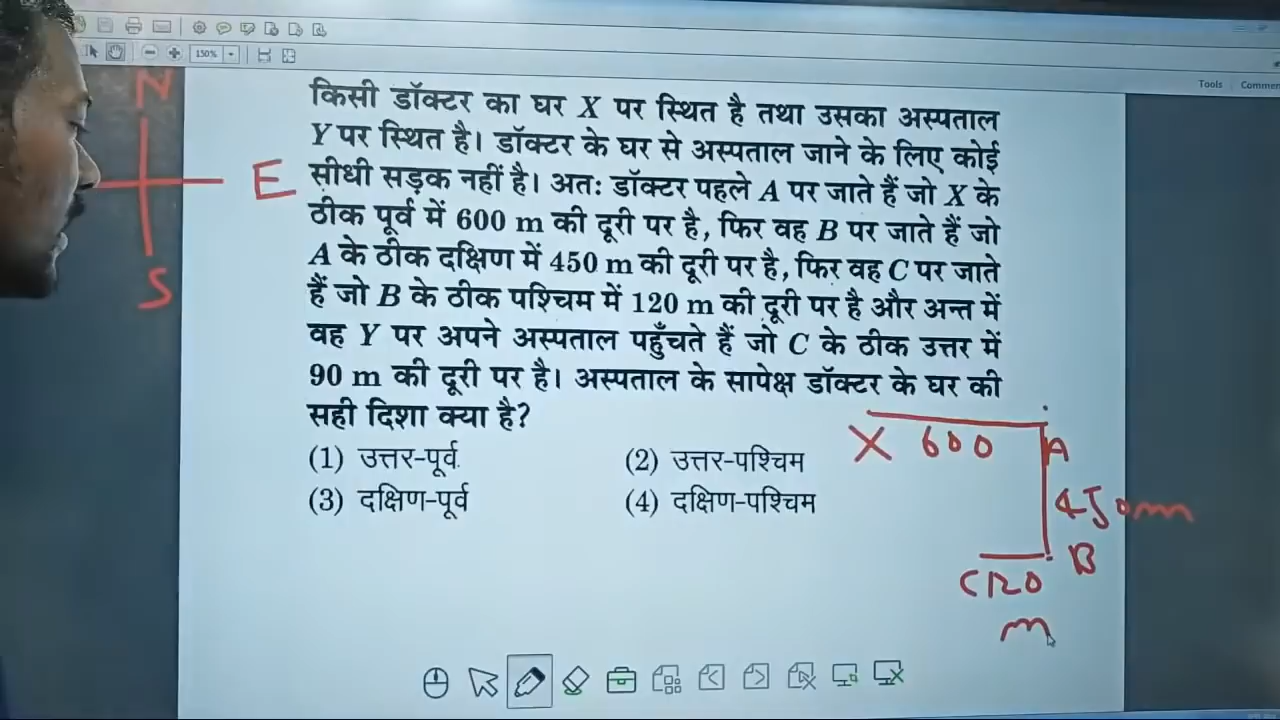 150%
Tools
Commen
N
E
S
किसी डॉक्टर का घर X पर स्थित है तथा उसका अस्पताल
Y पर स्थित है। डॉक्टर के घर से अस्पताल जाने के लिए कोई
सीधी सड़क नहीं है। अतः डॉक्टर पहले A पर जाते हैं जो X के
ठीक पूर्व में 600 m की दूरी पर है, फिर वह B पर जाते हैं जो
A के ठीक दक्षिण में 450 m की दूरी पर है, फिर वह C पर जाते
हैं जो B के ठीक पश्चिम में 120 m की दूरी पर है और अन्त में
वह Y पर अपने अस्पताल पहुँचते हैं जो C के ठीक उत्तर में
90 m की दूरी पर है। अस्पताल के सापेक्ष डॉक्टर के घर की
सही दिशा क्या है?
(1) उत्तर-पूर्व (2) उत्तर-पश्चिम
(3) दक्षिण-पूर्व (4) दक्षिण-पश्चिम
X 600 A
450m
B
C120
m